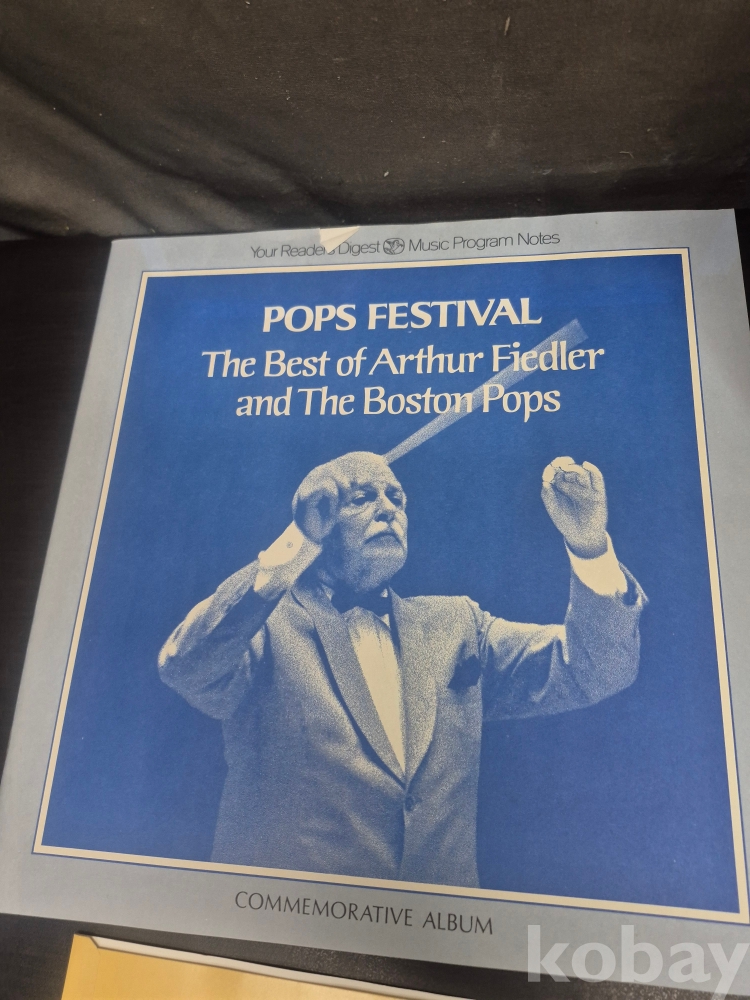 Your Reader's Digest Music Program Notes
POPS FESTIVAL
The Best of Arthur Fiedler
and The Boston Pops
COMMEMORATIVE ALBUM
kobay